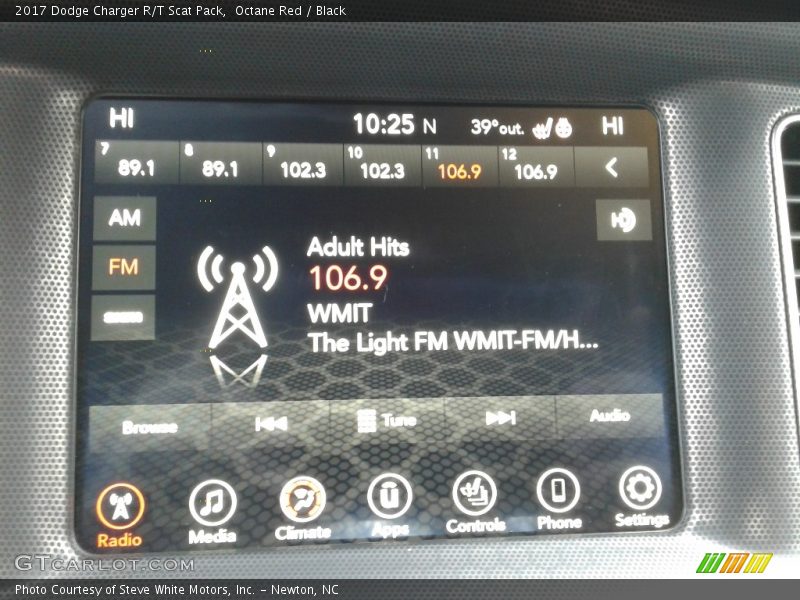 2017 Dodge Charger R/T Scat Pack,  Octane Red / Black
HI 10:25 N 39°out. HI
7 89.1 8 89.1 9 102.3 10 102.3 11 106.9 12 106.9
AM
HD
FM
Adult Hits
106.9
WMIT
The Light FM WMIT-FM/H...
Browse Tune Audio
Radio Media Climate Apps Controls Phone Settings
GTCARLOT.COM
Photo Courtesy of Steve White Motors, Inc. – Newton, NC